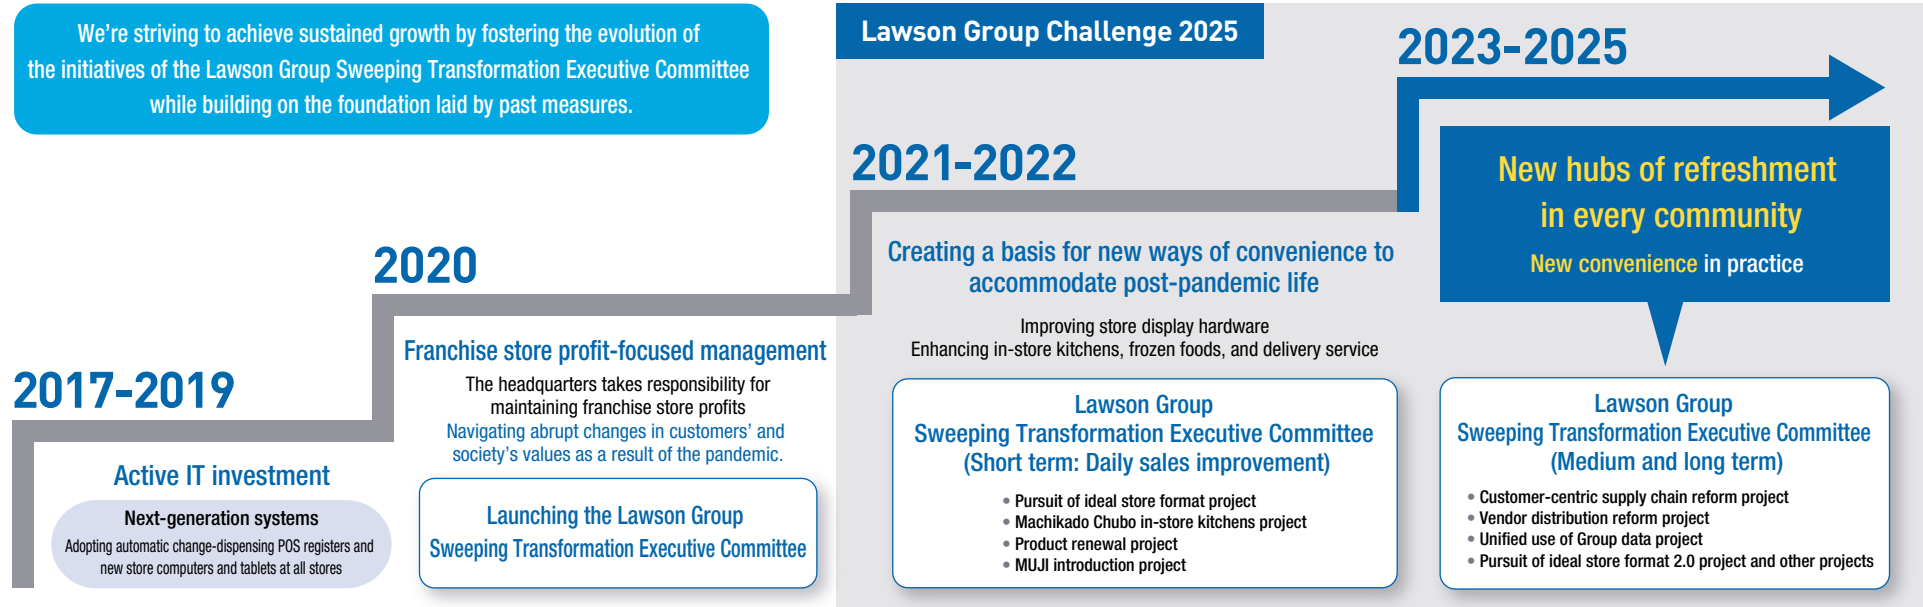 We're striving to achieve sustained growth by fostering the evolution of
the initiatives of the Lawson Group Sweeping Transformation Executive Committee
while building on the foundation laid by past measures.
Lawson Group Challenge 2025
2017-2019
Active IT investment
Next-generation systems
Adopting automatic change-dispensing POS registers and
new store computers and tablets at all stores
2020
Franchise store profit-focused management
The headquarters takes responsibility for
maintaining franchise store profits
Navigating abrupt changes in customers' and
society's values as a result of the pandemic.
Launching the Lawson Group
Sweeping Transformation Executive Committee
2021-2022
Creating a basis for new ways of convenience to
accommodate post-pandemic life
Improving store display hardware
Enhancing in-store kitchens, frozen foods, and delivery service
Lawson Group
Sweeping Transformation Executive Committee
(Short term: Daily sales improvement)
• Pursuit of ideal store format project
• Machikado Chubo in-store kitchens project
• Product renewal project
• MUJI introduction project
2023-2025
New hubs of refreshment
in every community
New convenience in practice
Lawson Group
Sweeping Transformation Executive Committee
(Medium and long term)
• Customer-centric supply chain reform project
• Vendor distribution reform project
• Unified use of Group data project
• Pursuit of ideal store format 2.0 project and other projects